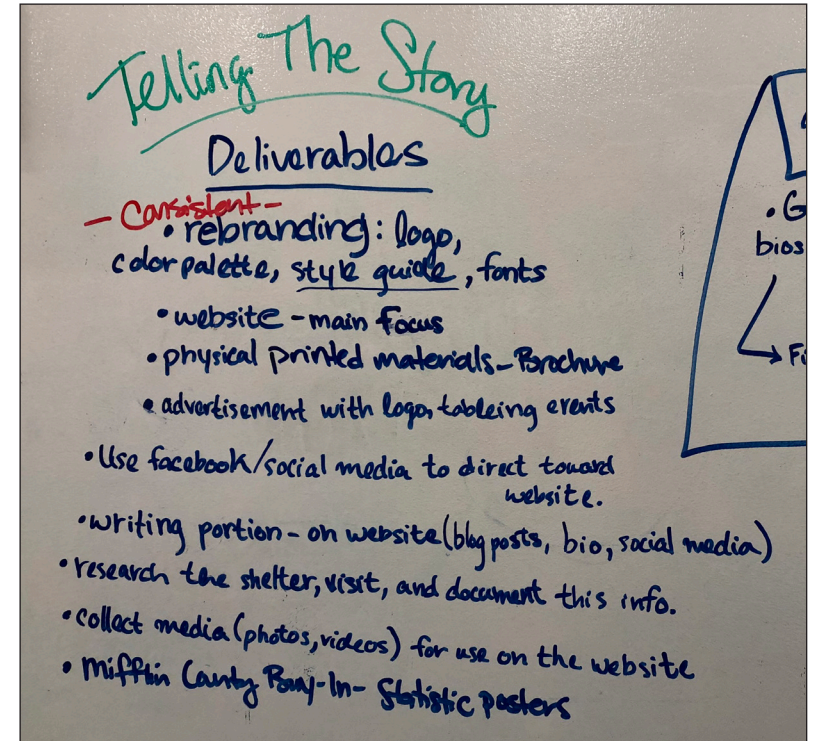 Telling The Story
Deliverables
- Consistent -
• rebranding: logo,
color palette, style guide, fonts
• website - main focus
• physical printed materials - Brochure
• advertisement with logo, tableing events
• Use facebook/social media to direct toward
website.
• writing portion - on website (blog posts, bio, social media)
• research the shelter, visit, and document this info.
• collect media (photos, videos) for use on the website
• Mifflin County Buy-In - Statistic posters
• G
bios
→ Fi